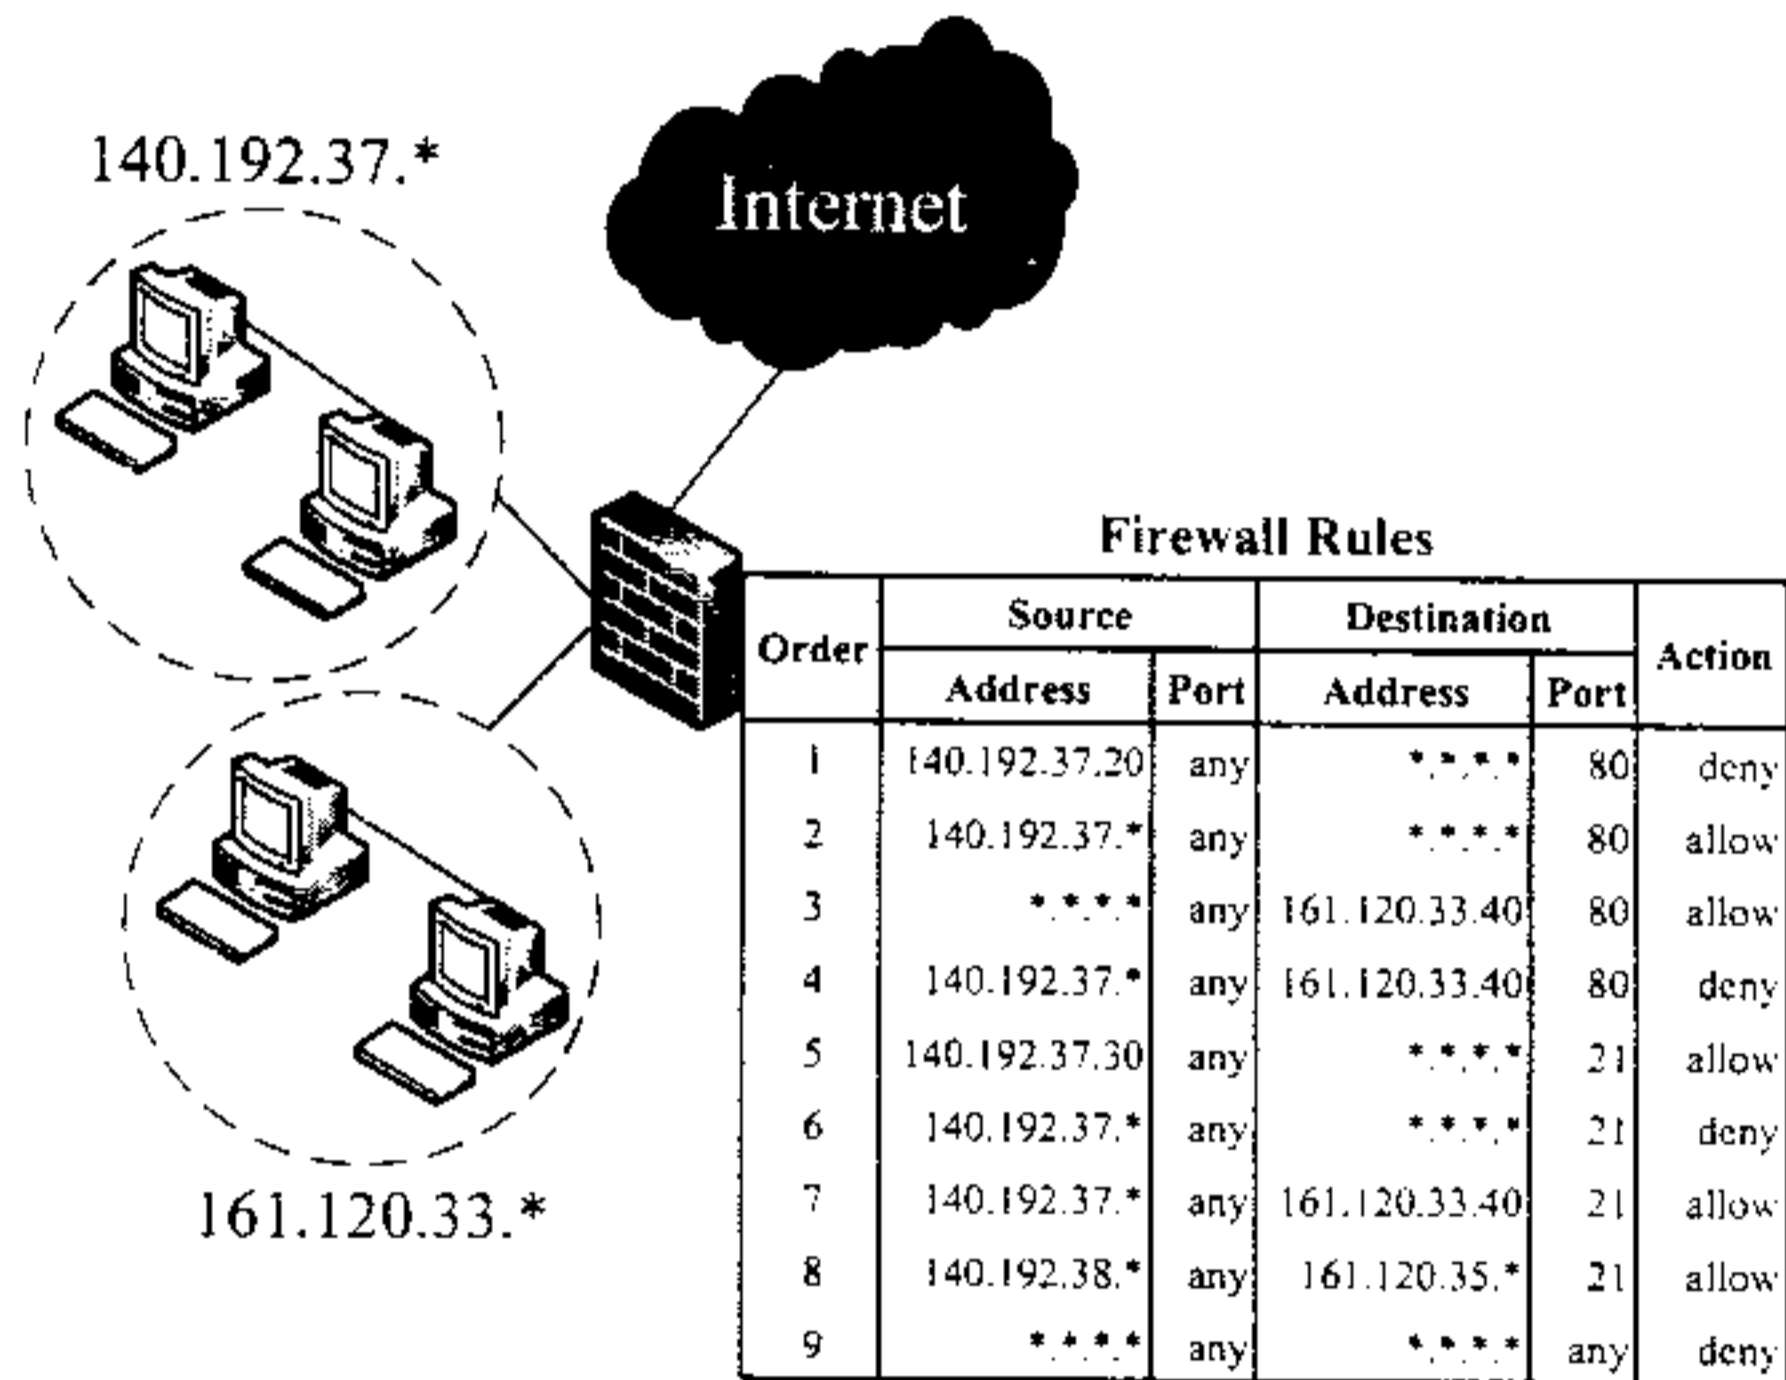 140.192.37.*
Internet
161.120.33.*
Firewall Rules
Order Source Destination Action
Address Port Address Port
1 140.192.37.20 any *.*.*.* 80 deny
2 140.192.37.* any *.*.*.* 80 allow
3 *.*.*.* any 161.120.33.40 80 allow
4 140.192.37.* any 161.120.33.40 80 deny
5 140.192.37.30 any *.*.*.* 21 allow
6 140.192.37.* any *.*.*.* 21 deny
7 140.192.37.* any 161.120.33.40 21 allow
8 140.192.38.* any 161.120.35.* 21 allow
9 *.*.*.* any *.*.*.* any deny